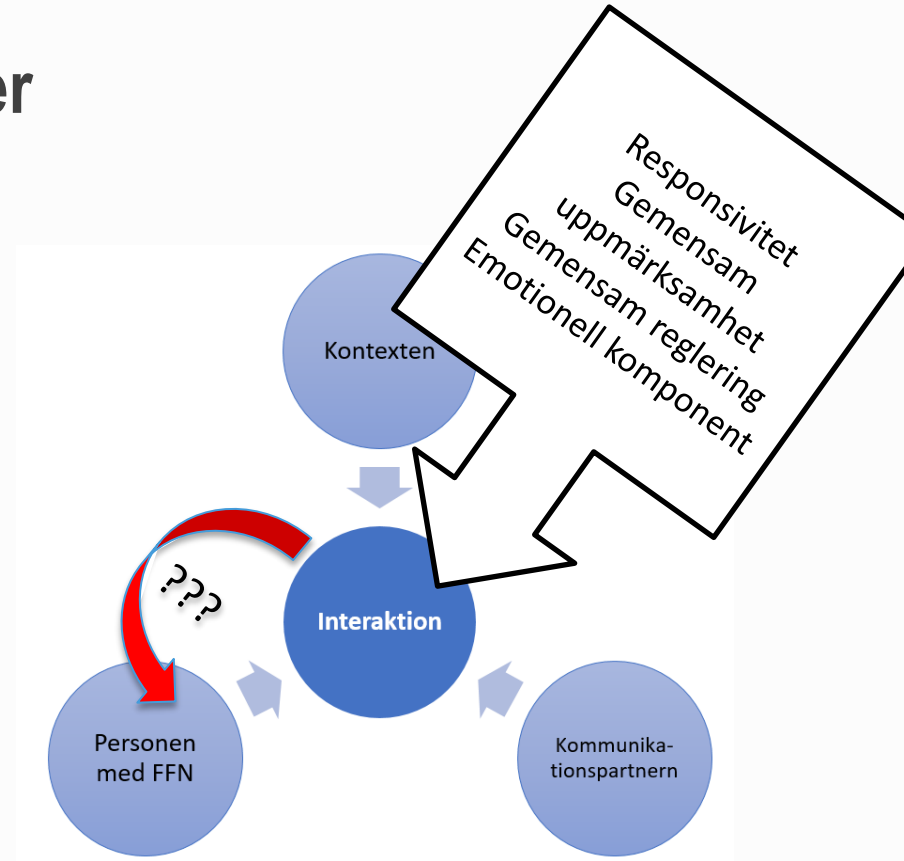 er
Responsivitet
Gemensam
uppmärksamhet
Gemensam reglering
Emotionell komponent
Kontexten
???
Interaktion
Personen
med FFN
Kommunika-
tionspartnern